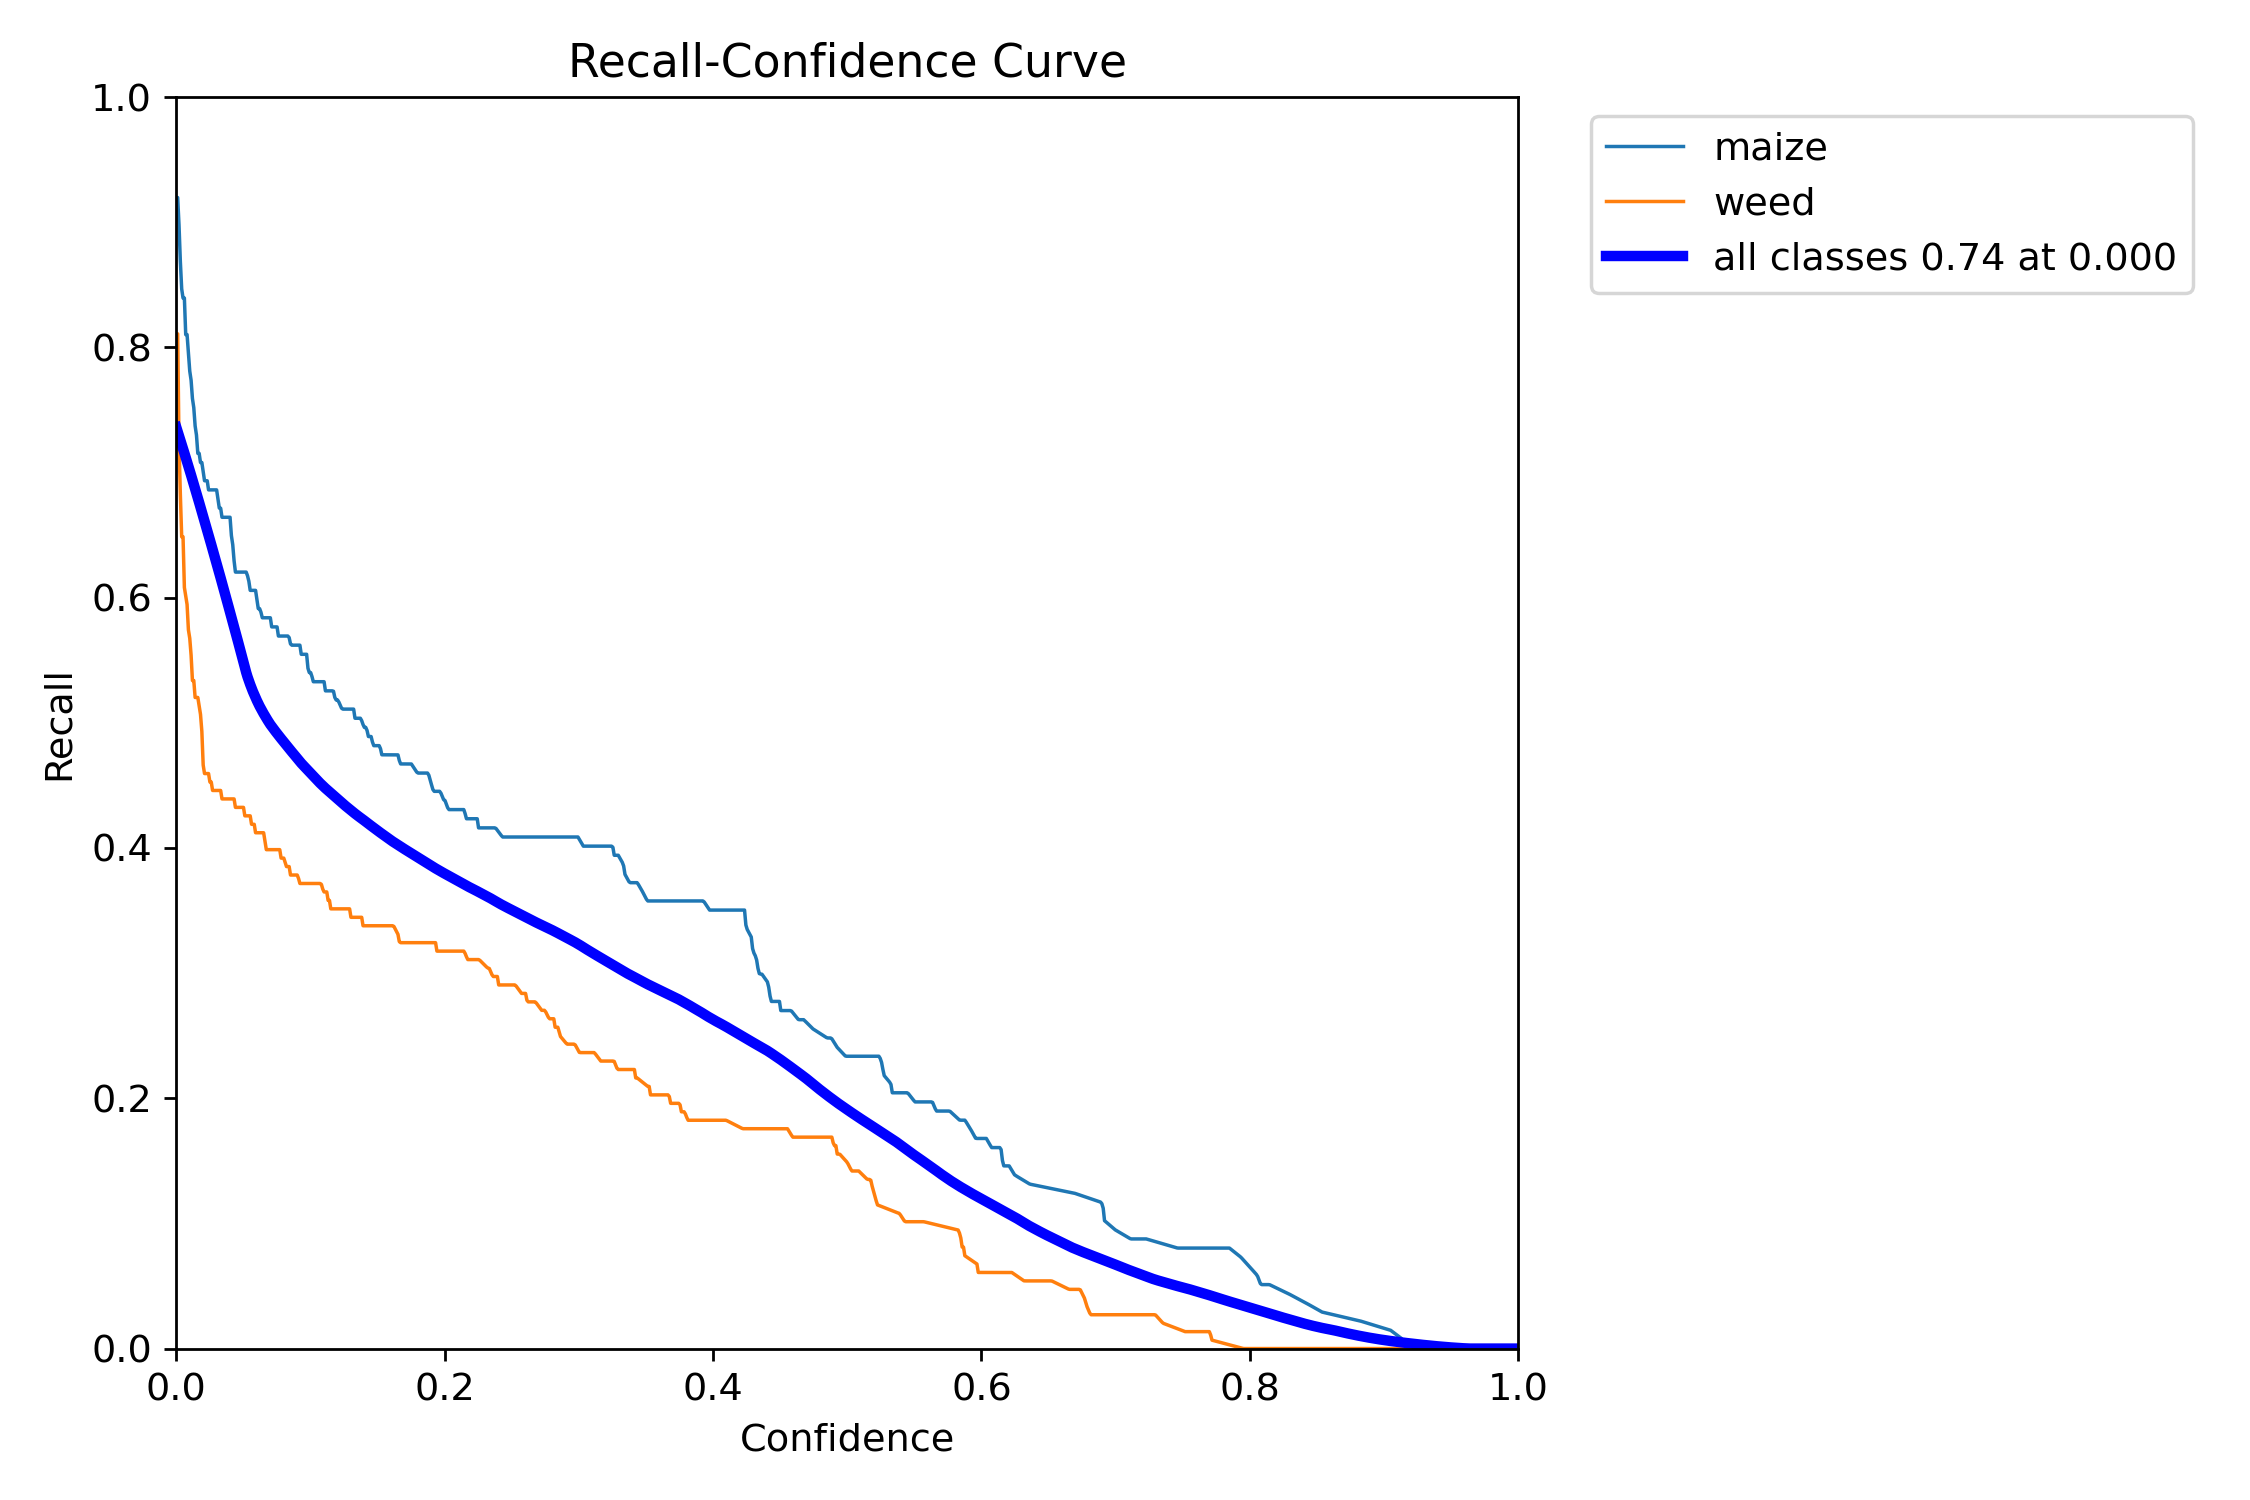 Recall-Confidence Curve
1.0
0.8
0.6
0.4
0.2
0.0
Recall
0.0 0.2 0.4 0.6 0.8 1.0
Confidence
maize
weed
all classes 0.74 at 0.000